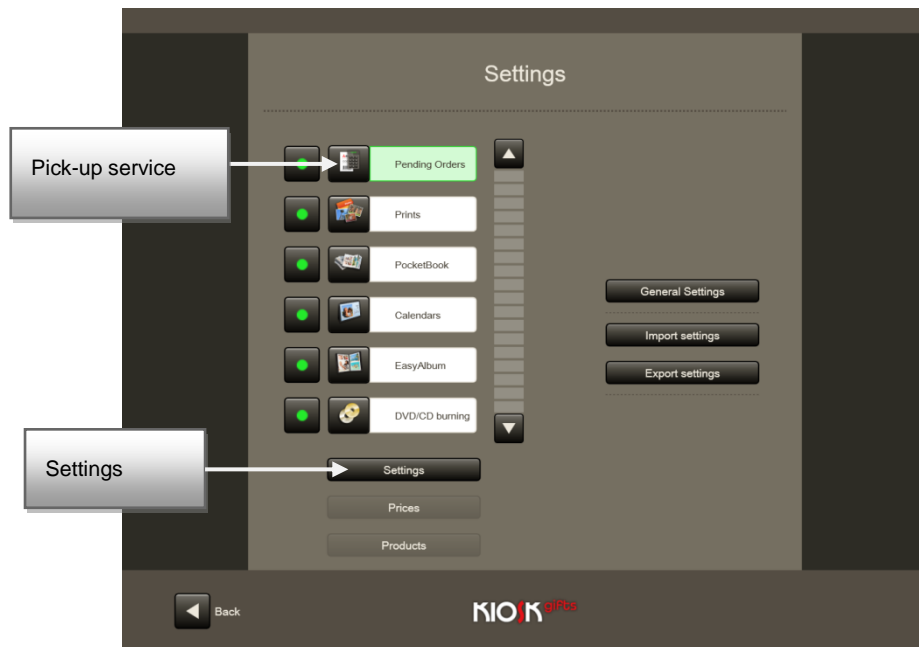 Settings
Pick-up service
Pending Orders
Prints
PocketBook
Calendars
EasyAlbum
DVD/CD burning
General Settings
Import settings
Export settings
Settings
Settings
Prices
Products
Back
KIOSK gifts